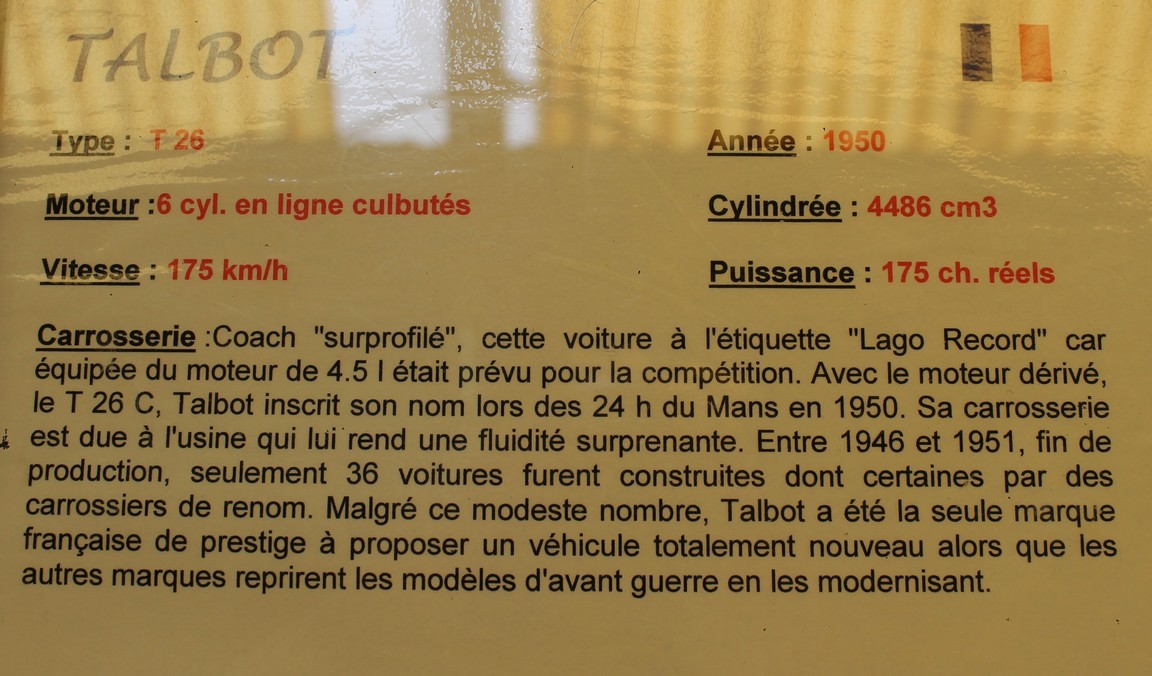 TALBOT
Type : T 26
Année : 1950
Moteur :6 cyl. en ligne culbutés
Cylindrée : 4486 cm3
Vitesse : 175 km/h
Puissance : 175 ch. réels
Carrosserie :Coach "surprofilé", cette voiture à l'étiquette "Lago Record" car
équipée du moteur de 4.5 l était prévu pour la compétition. Avec le moteur dérivé,
le T 26 C, Talbot inscrit son nom lors des 24 h du Mans en 1950. Sa carrosserie
est due à l'usine qui lui rend une fluidité surprenante. Entre 1946 et 1951, fin de
production, seulement 36 voitures furent construites dont certaines par des
carrossiers de renom. Malgré ce modeste nombre, Talbot a été la seule marque
française de prestige à proposer un véhicule totalement nouveau alors que les
autres marques reprirent les modèles d'avant guerre en les modernisant.